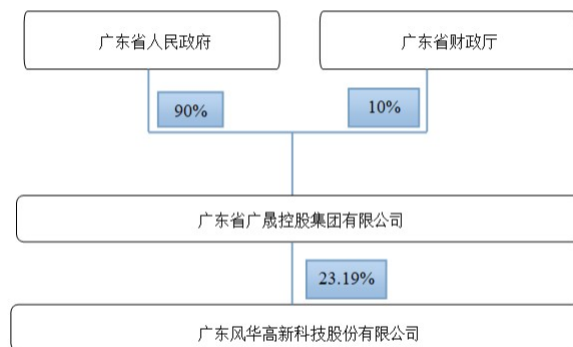 广东省人民政府
广东省财政厅
90%
10%
广东省广晟控股集团有限公司
23.19%
广东风华高新科技股份有限公司